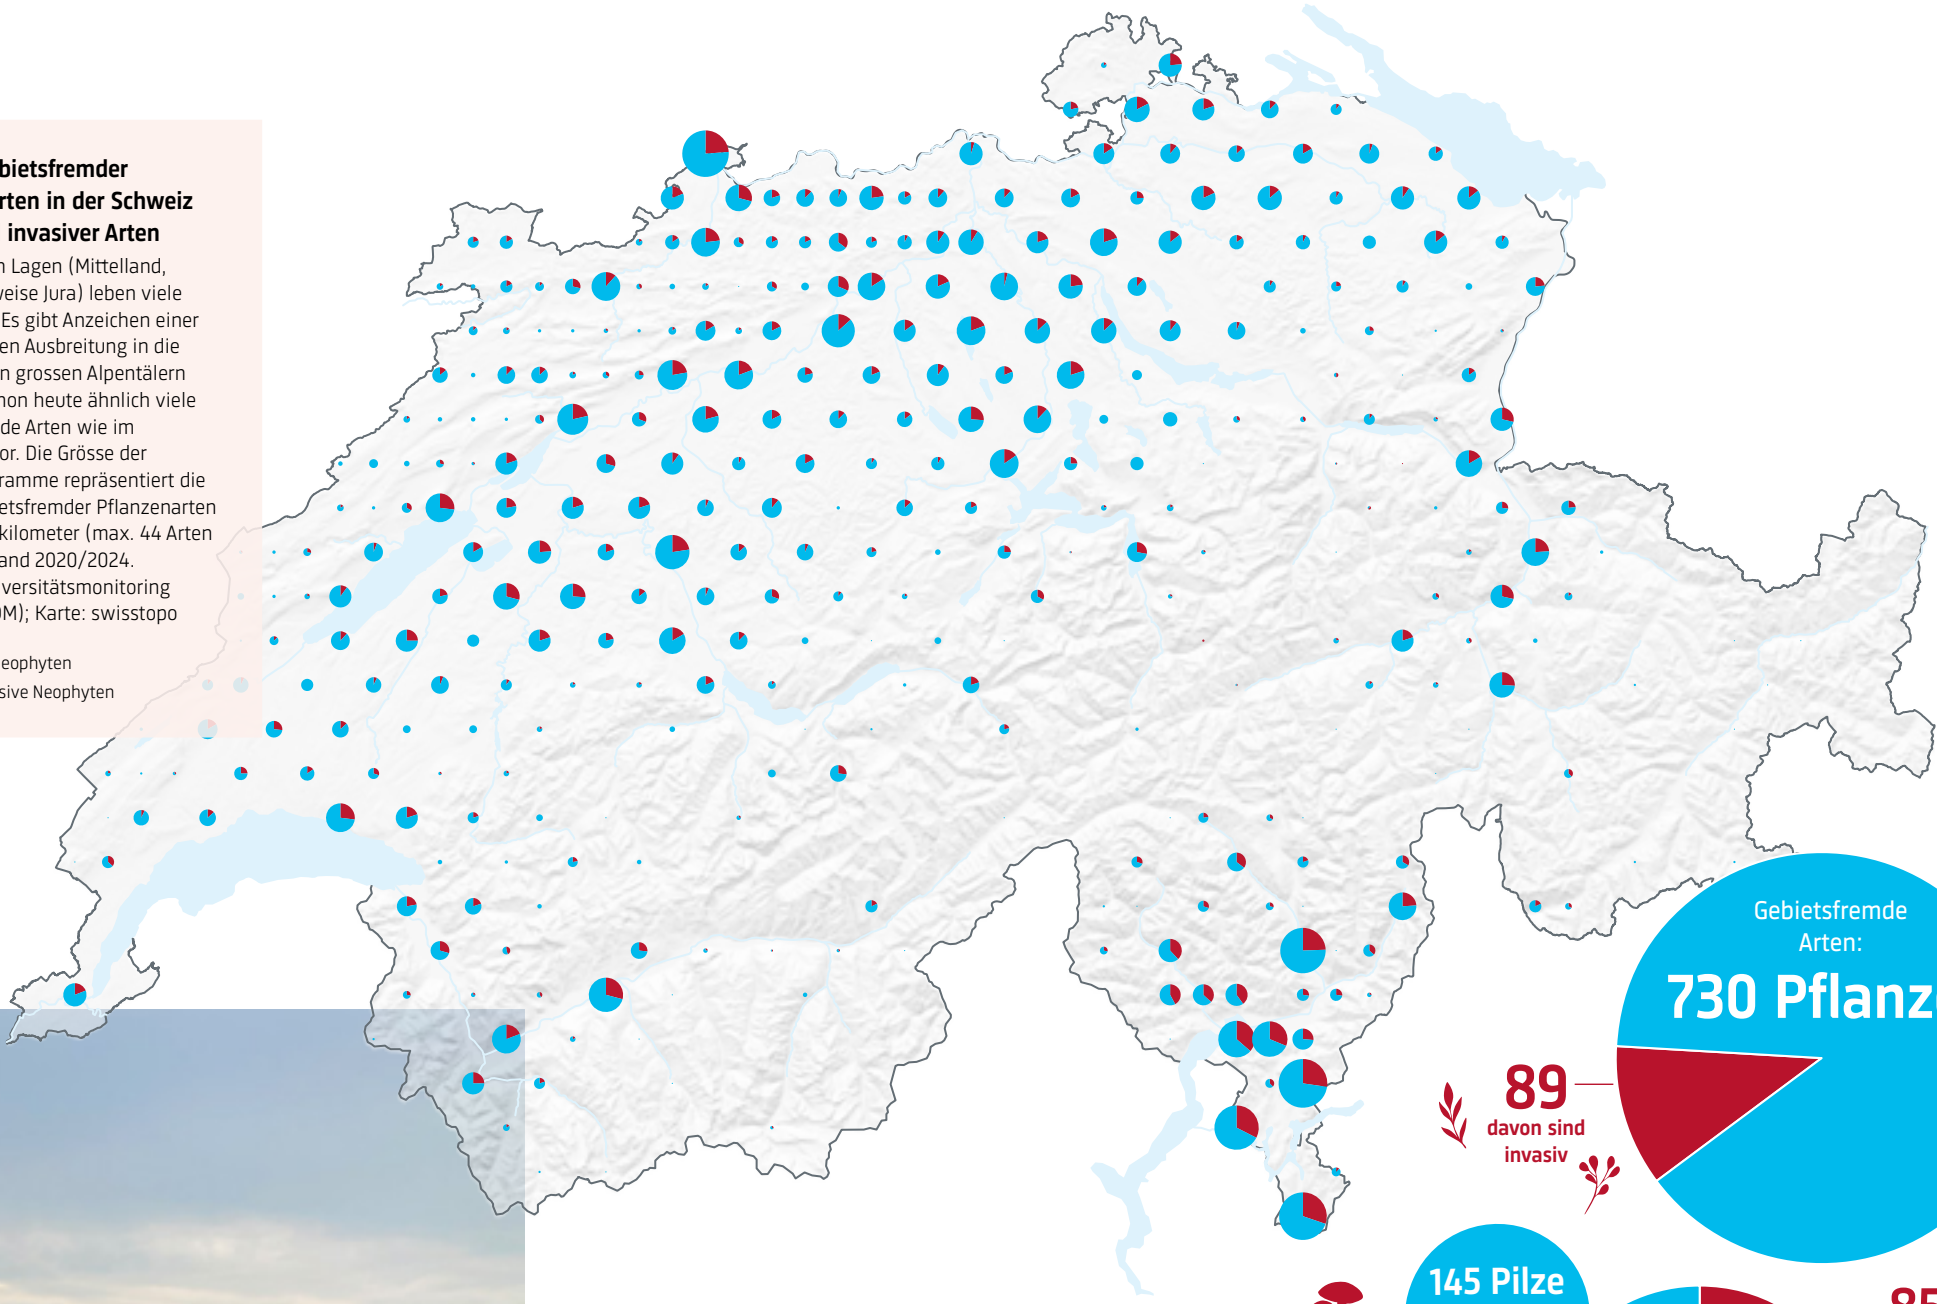 bietsfremder
rten in der Schweiz
invasiver Arten
n Lagen (Mittelland,
weise Jura) leben viele
Es gibt Anzeichen einer
en Ausbreitung in die
n grossen Alpentälern
hon heute ähnlich viele
de Arten wie im
or. Die Grösse der
ramme repräsentiert die
etsfremder Pflanzenarten
kilometer (max. 44 Arten
and 2020/2024.
versitätsmonitoring
DM); Karte: swisstopo
eophyten
sive Neophyten
Gebietsfremde
Arten:
730 Pflanz
89
davon sind
invasiv
145 Pilze
85